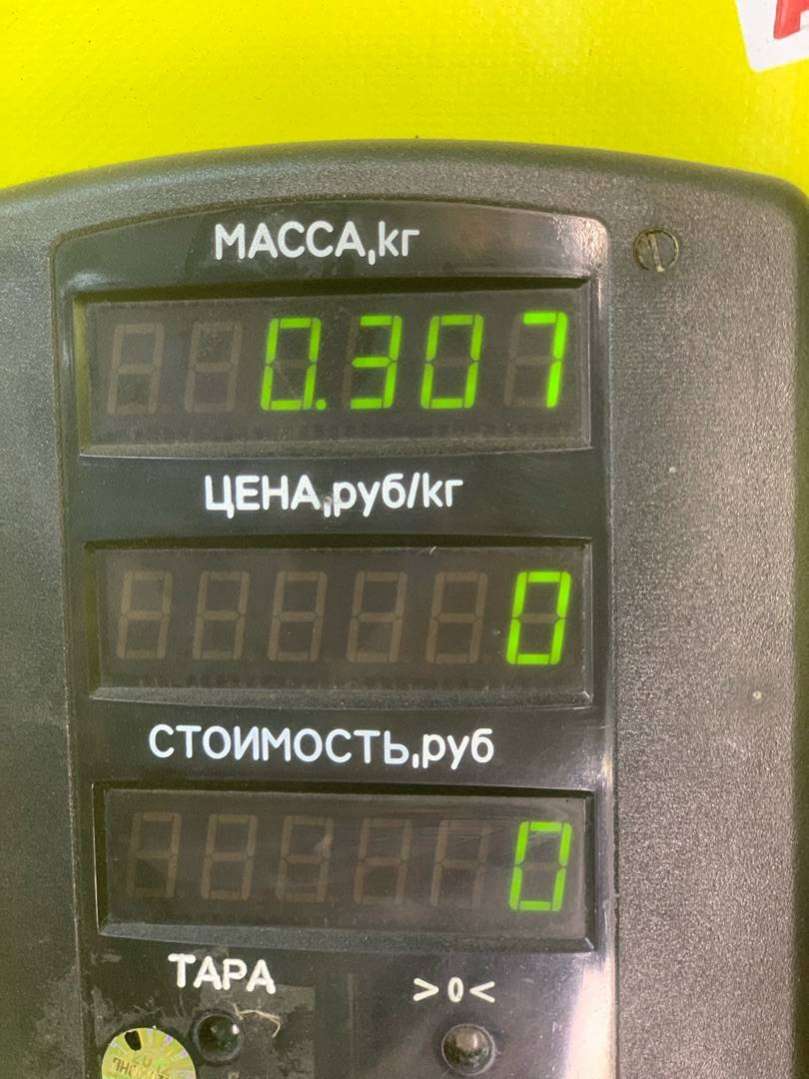 МАССА,кг
0.307
ЦЕНА,руб/кг
0
СТОИМОСТЬ,руб
0
ТАРА >0<